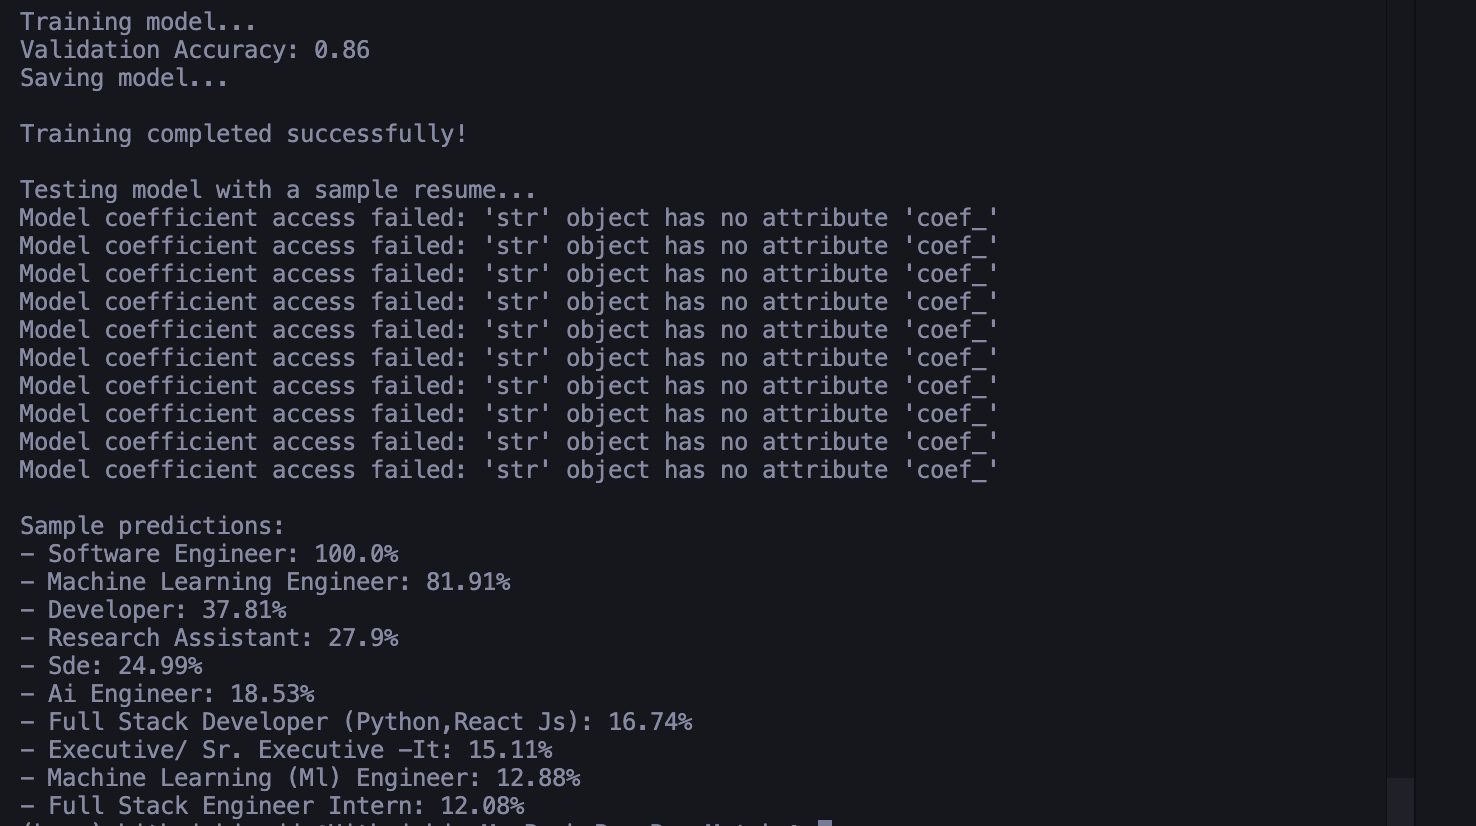 Training model...
Validation Accuracy: 0.86
Saving model...
Training completed successfully!
Testing model with a sample resume...
Model coefficient access failed: 'str' object has no attribute 'coef_'
Model coefficient access failed: 'str' object has no attribute 'coef_'
Model coefficient access failed: 'str' object has no attribute 'coef_'
Model coefficient access failed: 'str' object has no attribute 'coef_'
Model coefficient access failed: 'str' object has no attribute 'coef_'
Model coefficient access failed: 'str' object has no attribute 'coef_'
Model coefficient access failed: 'str' object has no attribute 'coef_'
Model coefficient access failed: 'str' object has no attribute 'coef_'
Model coefficient access failed: 'str' object has no attribute 'coef_'
Model coefficient access failed: 'str' object has no attribute 'coef_'
Sample predictions:
- Software Engineer: 100.0%
- Machine Learning Engineer: 81.91%
- Developer: 37.81%
- Research Assistant: 27.9%
- Sde: 24.99%
- Ai Engineer: 18.53%
- Full Stack Developer (Python,React Js): 16.74%
- Executive/ Sr. Executive -It: 15.11%
- Machine Learning (Ml) Engineer: 12.88%
- Full Stack Engineer Intern: 12.08%